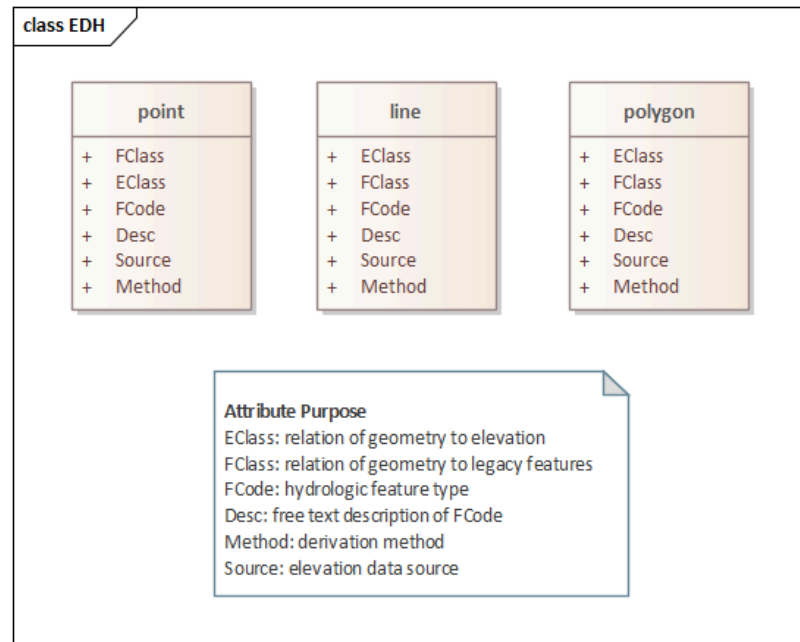 class EDH
point
+ FClass
+ EClass
+ FCode
+ Desc
+ Source
+ Method
line
+ EClass
+ FClass
+ FCode
+ Desc
+ Source
+ Method
polygon
+ EClass
+ FClass
+ FCode
+ Desc
+ Source
+ Method
Attribute Purpose
EClass: relation of geometry to elevation
FClass: relation of geometry to legacy features
FCode: hydrologic feature type
Desc: free text description of FCode
Method: derivation method
Source: elevation data source